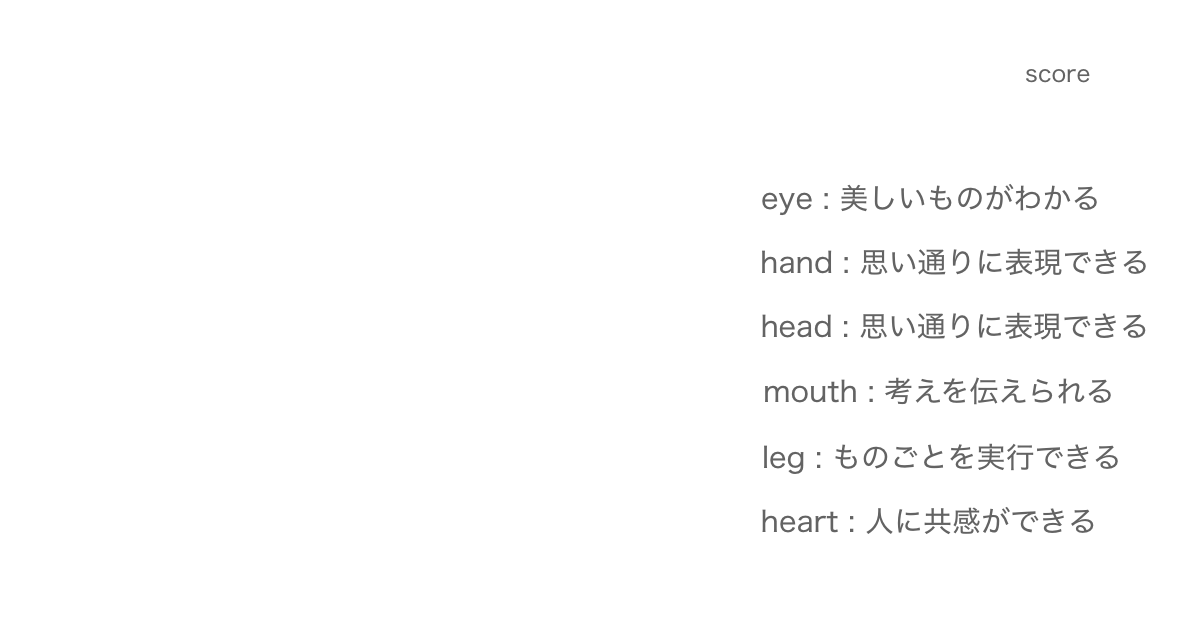 score
eye : 美しいものがわかる
hand : 思い通りに表現できる
head : 思い通りに表現できる
mouth : 考えを伝えられる
leg : ものごとを実行できる
heart : 人に共感ができる